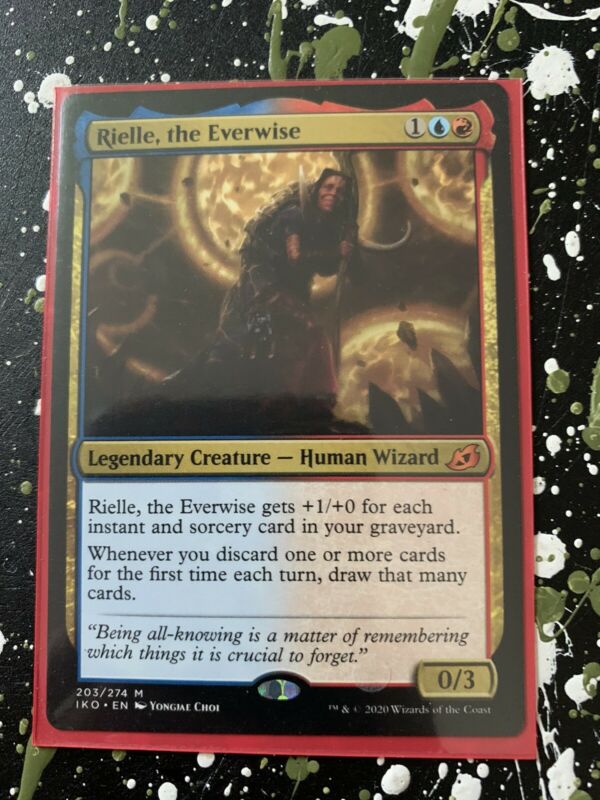 Rielle, the Everwise 1
Legendary Creature — Human Wizard
Rielle, the Everwise gets +1/+0 for each
instant and sorcery card in your graveyard.
Whenever you discard one or more cards
for the first time each turn, draw that many
cards.
“Being all-knowing is a matter of remembering
which things it is crucial to forget.”
0/3
203/274 M
IKO • EN YONGJAE CHOI
™ & © 2020 Wizards of the Coast